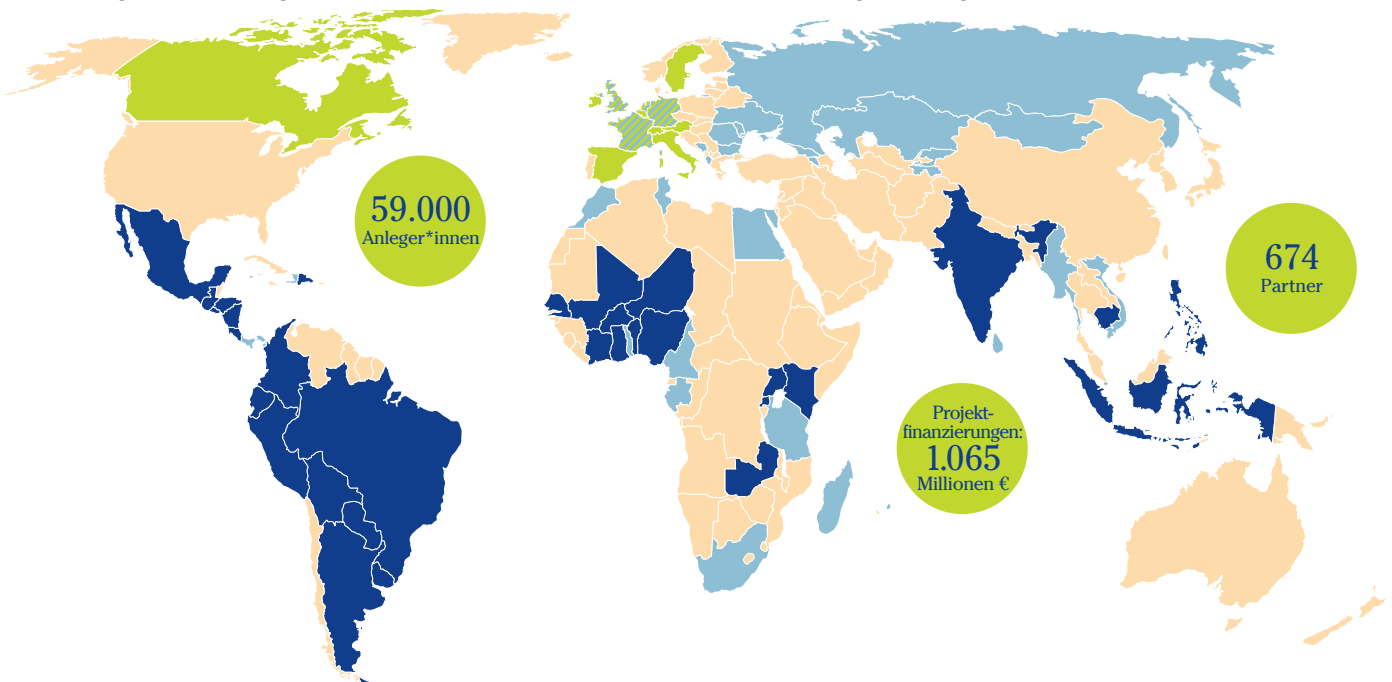 59.000
Anleger*innen
674
Partner
Projekt-
finanzierungen:
1.065
Millionen €